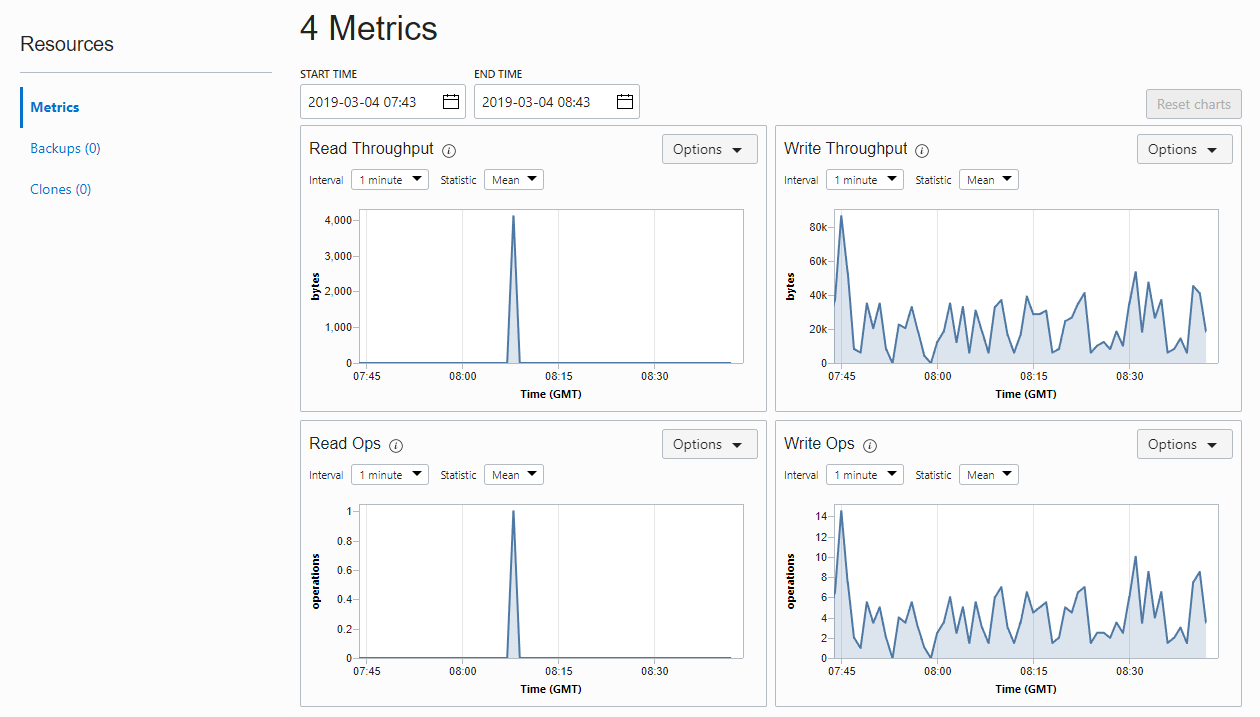 Resources
Metrics
Backups (0)
Clones (0)
4 Metrics
START TIME
END TIME
2019-03-04 07:43
2019-03-04 08:43
Reset charts
Read Throughput i
Options
Interval 1 minute Statistic Mean
4,000
3,000
2,000
1,000
0
bytes
07:45 08:00 08:15 08:30
Time (GMT)
Write Throughput i
Options
Interval 1 minute Statistic Mean
80k
60k
40k
20k
0
bytes
07:45 08:00 08:15 08:30
Time (GMT)
Read Ops i
Options
Interval 1 minute Statistic Mean
1
0.8
0.6
0.4
0.2
0
operations
07:45 08:00 08:15 08:30
Time (GMT)
Write Ops i
Options
Interval 1 minute Statistic Mean
14
12
10
8
6
4
2
0
operations
07:45 08:00 08:15 08:30
Time (GMT)